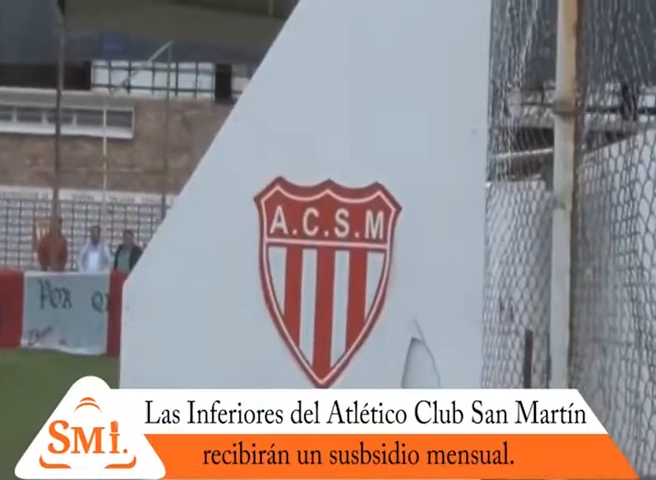 A.C.S.M
POR Q
SMi.
Las Inferiores del Atlético Club San Martín
recibirán un susbsidio mensual.